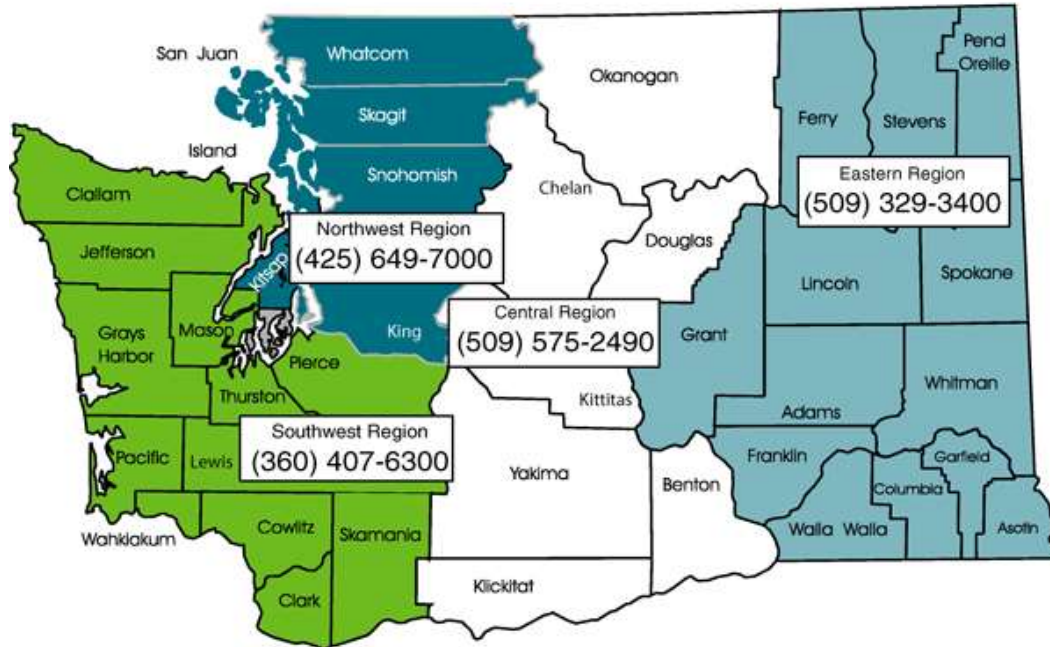 San Juan
Whatcom
Okanogan
Pend
Oreille
Skagit
Ferry
Stevens
Island
Snohomish
Chelan
Eastern Region
(509) 329-3400
Clallam
Northwest Region
(425) 649-7000
Douglas
Jefferson
Kitsap
Lincoln
Spokane
Central Region
(509) 575-2490
Grays
Harbor
Mason
King
Grant
Pierce
Thurston
Kittitas
Adams
Whitman
Southwest Region
(360) 407-6300
Pacific
Lewis
Yakima
Benton
Franklin
Garfield
Columbia
Wahkiakum
Cowlitz
Skamania
Walla Walla
Asotin
Klickitat
Clark